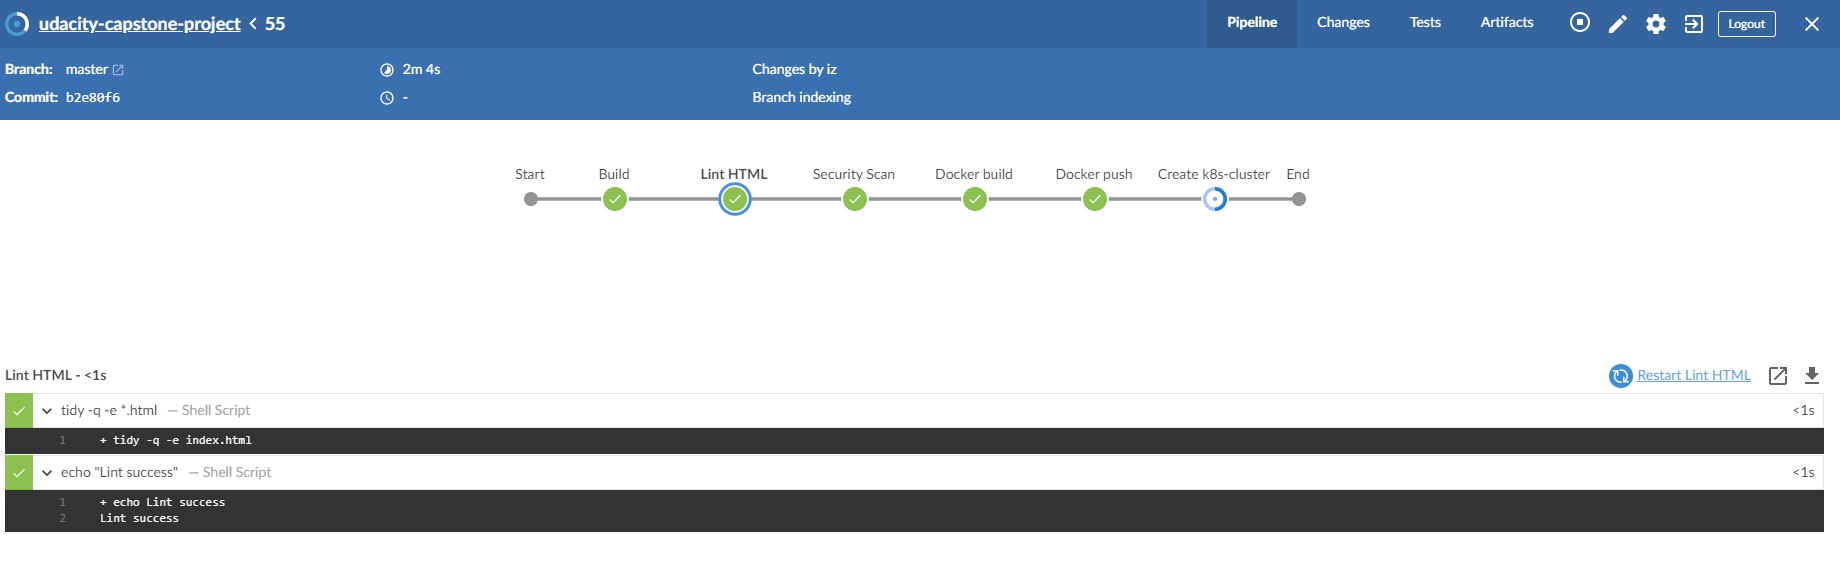 udacity-capstone-project < 55 Pipeline Changes Tests Artifacts Logout
Branch: master 2m 4s Changes by iz
Commit: b2e80f6 - Branch indexing
Start Build Lint HTML Security Scan Docker build Docker push Create k8s-cluster End
Lint HTML - <1s Restart Lint HTML
tidy -q -e *.html — Shell Script <1s
1 + tidy -q -e index.html
echo "Lint success" — Shell Script <1s
1 + echo Lint success
2 Lint success